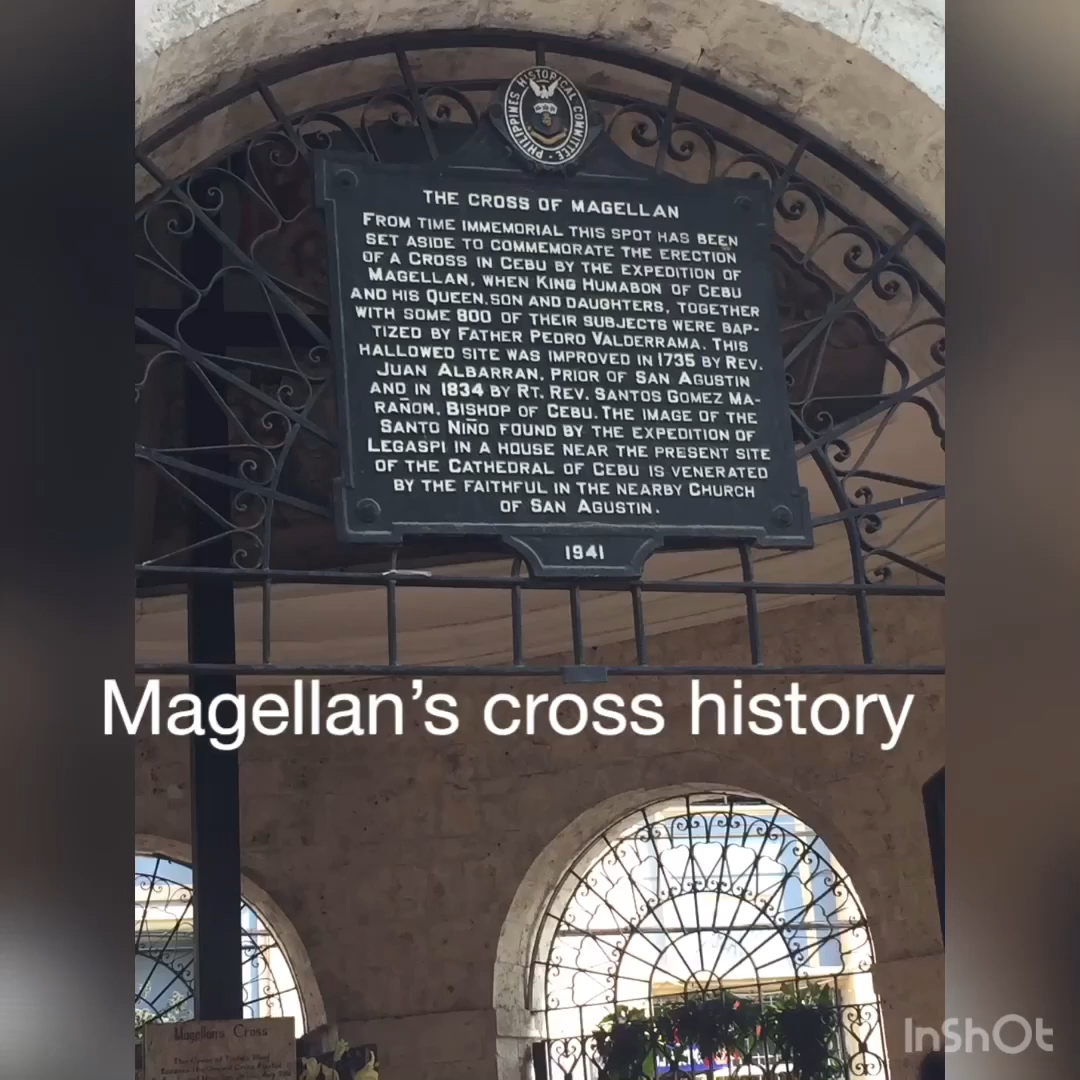 PHILIPPINES HISTORICAL COMMITTEE
THE CROSS OF MAGELLAN
FROM TIME IMMEMORIAL THIS SPOT HAS BEEN
SET ASIDE TO COMMEMORATE THE ERECTION
OF A CROSS IN CEBU BY THE EXPEDITION OF
MAGELLAN, WHEN KING HUMABON OF CEBU
AND HIS QUEEN, SON AND DAUGHTERS, TOGETHER
WITH SOME 800 OF THEIR SUBJECTS WERE BAP-
TIZED BY FATHER PEDRO VALDERRAMA. THIS
HALLOWED SITE WAS IMPROVED IN 1735 BY REV.
JUAN ALBARRAN, PRIOR OF SAN AGUSTIN
AND IN 1834 BY RT. REV. SANTOS GOMEZ MA-
RAÑON, BISHOP OF CEBU. THE IMAGE OF THE
SANTO NIÑO FOUND BY THE EXPEDITION OF
LEGASPI IN A HOUSE NEAR THE PRESENT SITE
OF THE CATHEDRAL OF CEBU IS VENERATED
BY THE FAITHFUL IN THE NEARBY CHURCH
OF SAN AGUSTIN.
1941
Magellan’s cross history
Magellan's Cross
InShOt